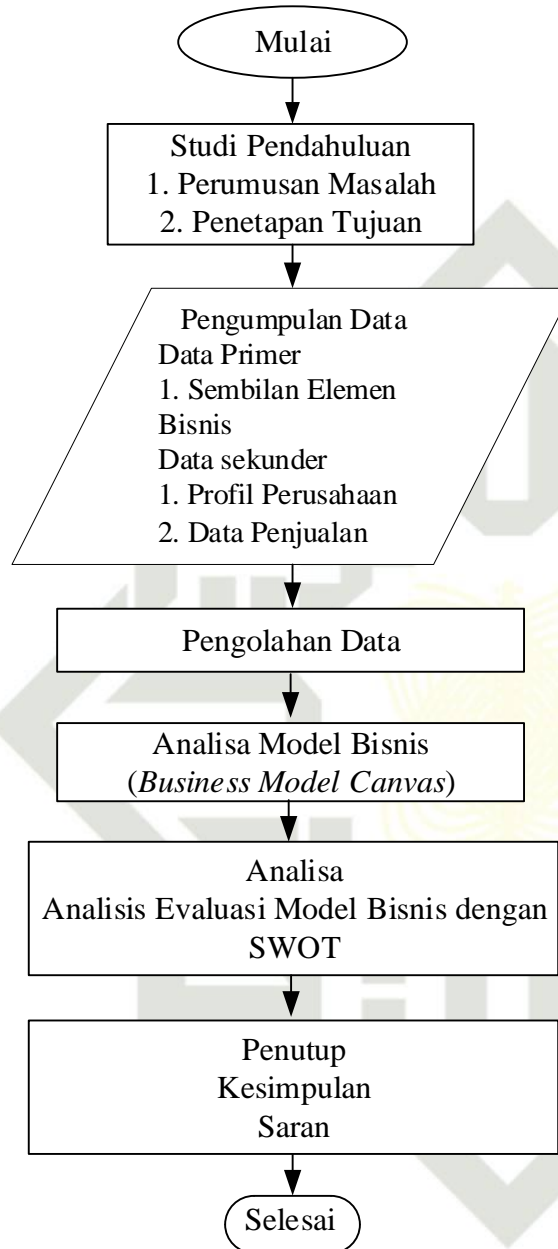 Mulai
Studi Pendahuluan
1. Perumusan Masalah
2. Penetapan Tujuan
Pengumpulan Data
Data Primer
1. Sembilan Elemen
Bisnis
Data sekunder
1. Profil Perusahaan
2. Data Penjualan
Pengolahan Data
Analisa Model Bisnis
(Business Model Canvas)
Analisa
Analisis Evaluasi Model Bisnis dengan
SWOT
Penutup
Kesimpulan
Saran
Selesai